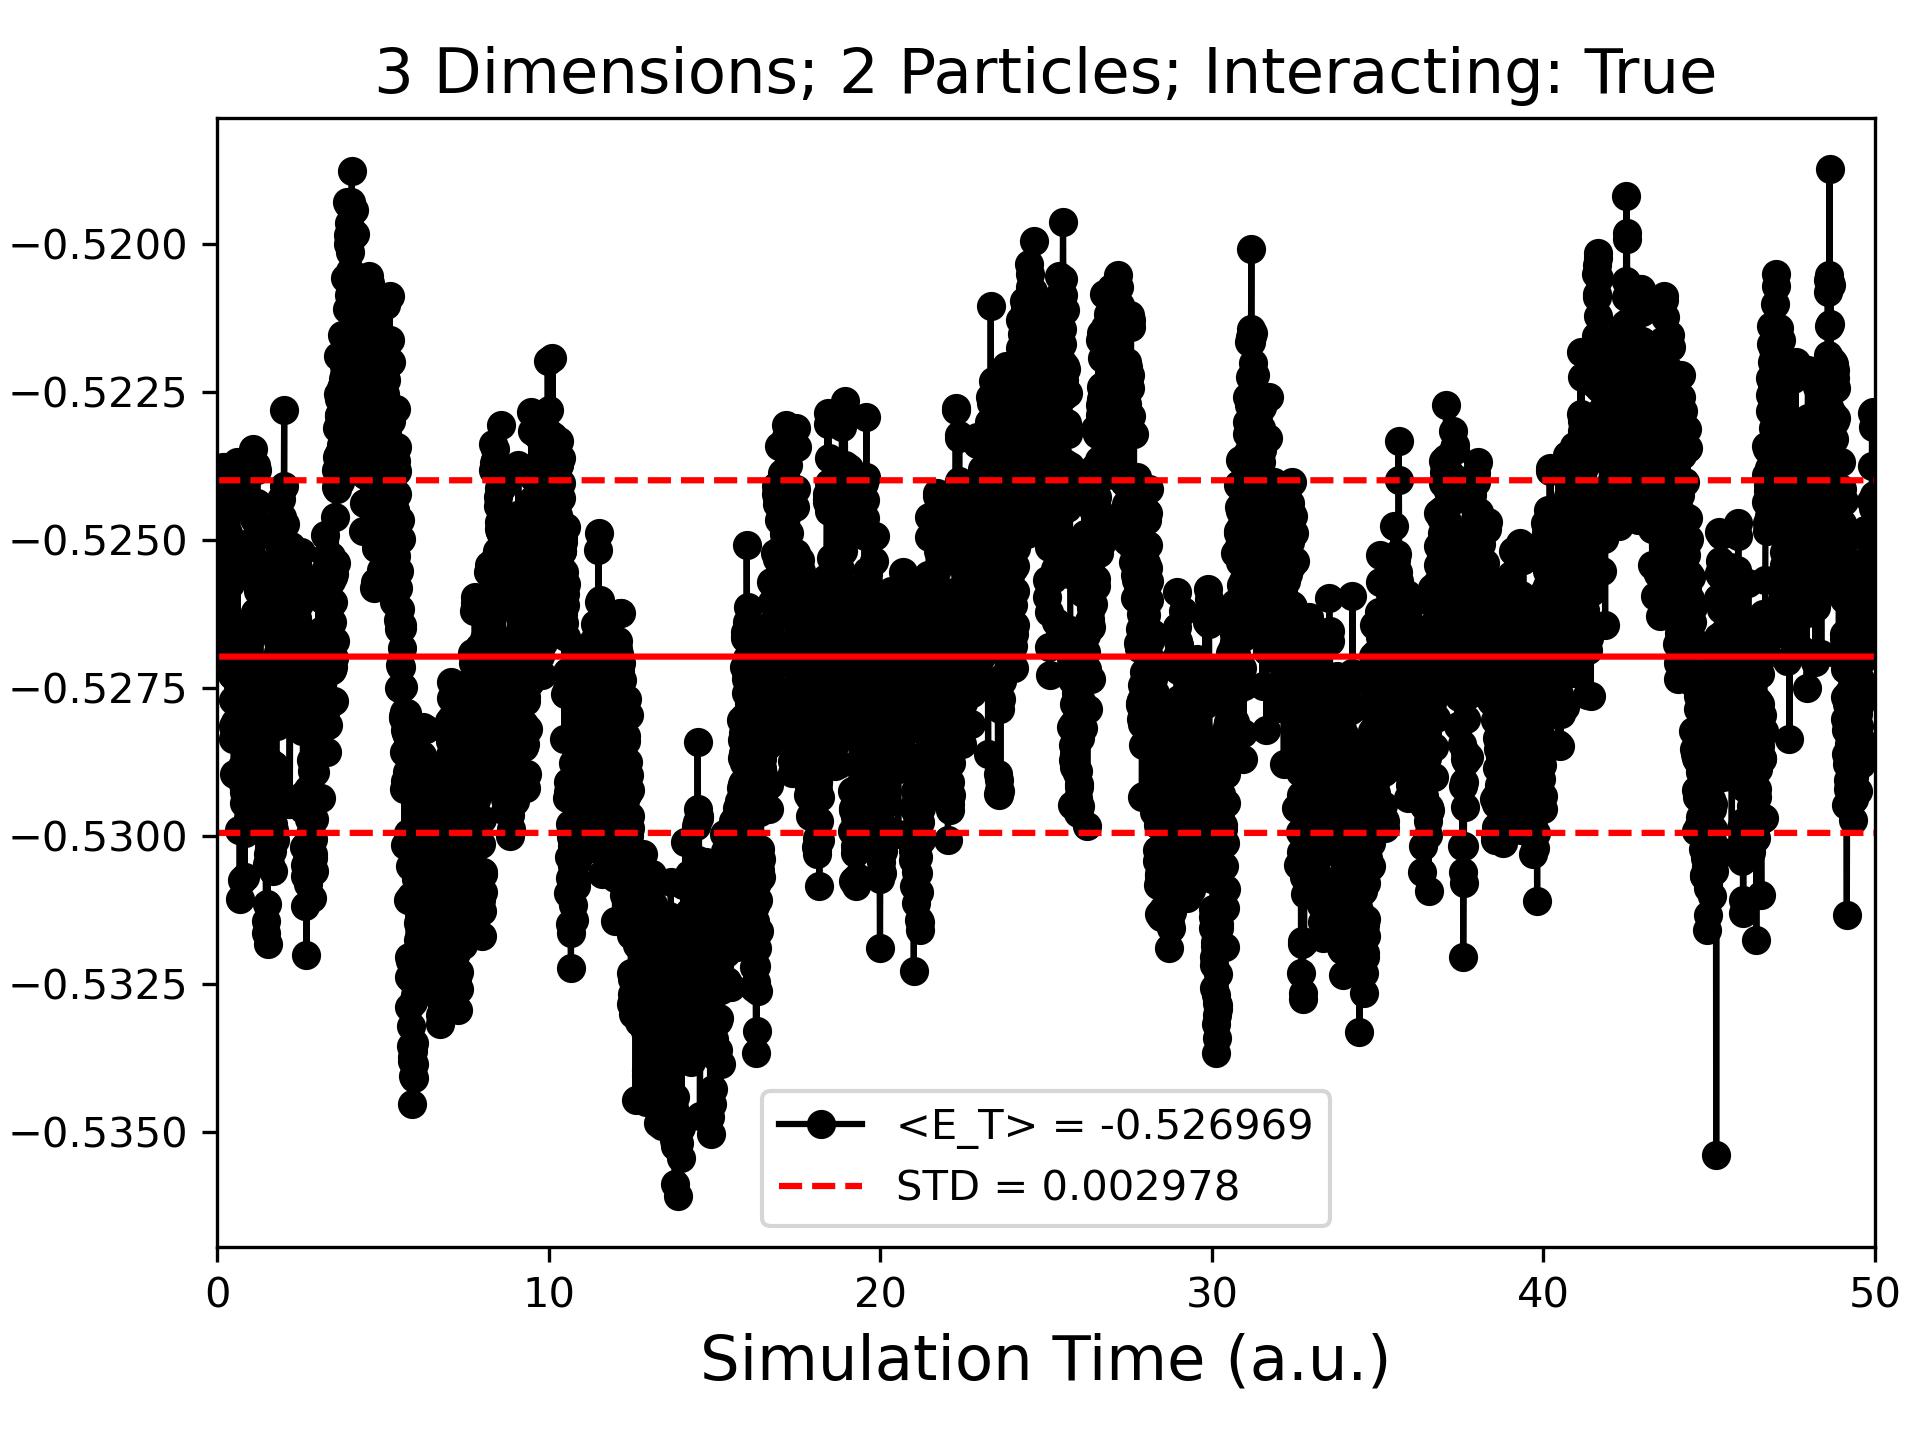 3 Dimensions; 2 Particles; Interacting: True
−0.5200
−0.5225
−0.5250
−0.5275
−0.5300
−0.5325
−0.5350
<E_T> = -0.526969
STD = 0.002978
0 10 20 30 40 50
Simulation Time (a.u.)